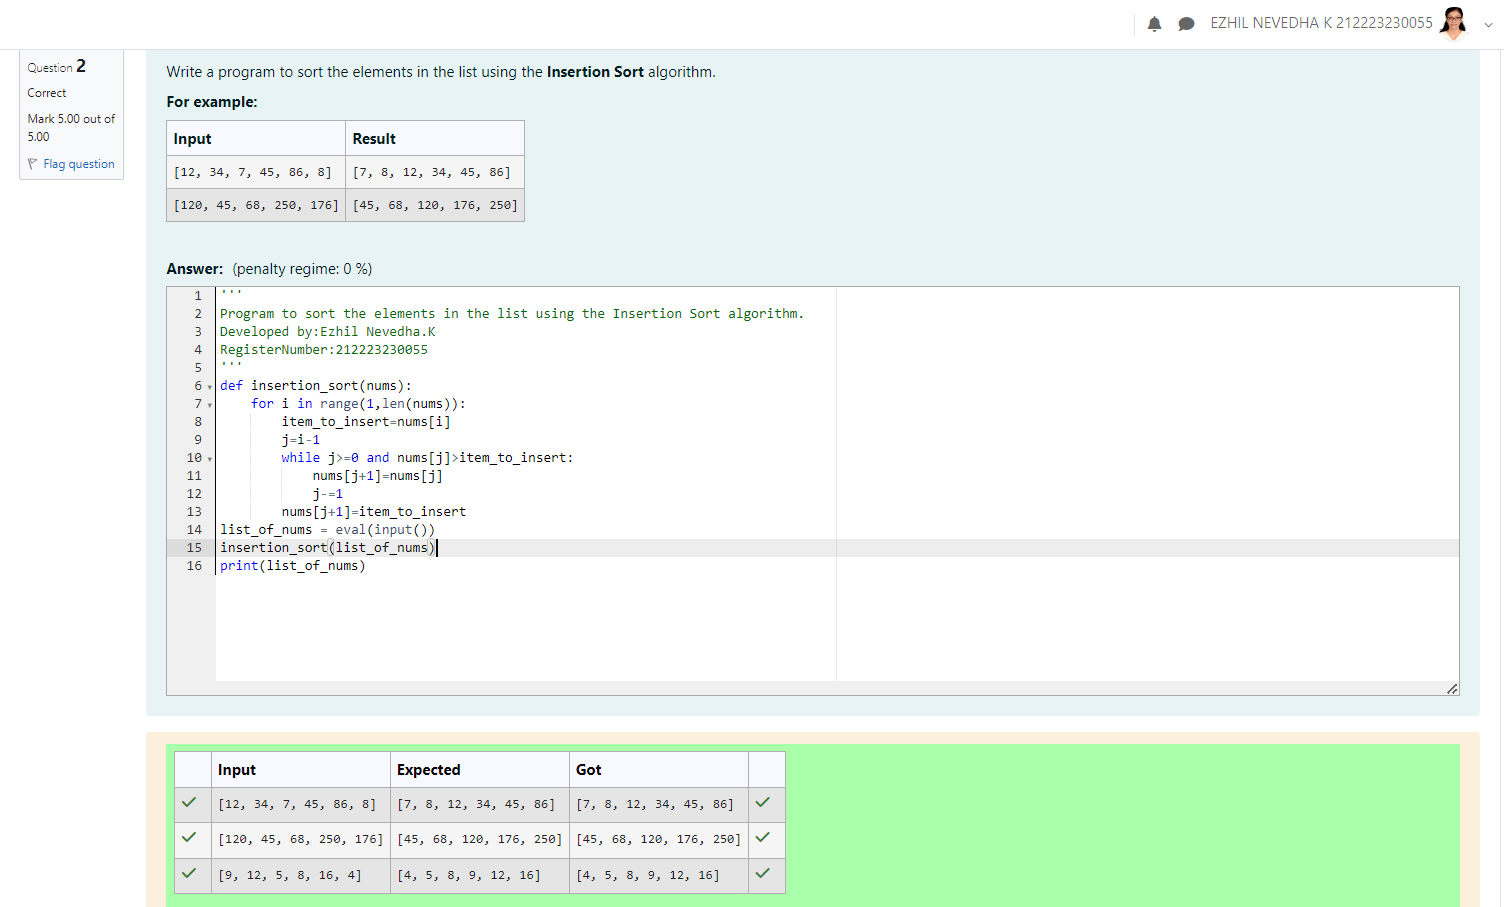 EZHIL NEVEDHA K 212223230055
Question 2
Correct
Mark 5.00 out of
5.00
Flag question
Write a program to sort the elements in the list using the Insertion Sort algorithm.
For example:
Input Result
[12, 34, 7, 45, 86, 8] [7, 8, 12, 34, 45, 86]
[120, 45, 68, 250, 176] [45, 68, 120, 176, 250]
Answer: (penalty regime: 0 %)
1 '''
2 Program to sort the elements in the list using the Insertion Sort algorithm.
3 Developed by:Ezhil Nevedha.K
4 RegisterNumber:212223230055
5 '''
6 def insertion_sort(nums):
7     for i in range(1,len(nums)):
8         item_to_insert=nums[i]
9         j=i-1
10         while j>=0 and nums[j]>item_to_insert:
11             nums[j+1]=nums[j]
12             j-=1
13         nums[j+1]=item_to_insert
14 list_of_nums = eval(input())
15 insertion_sort(list_of_nums)
16 print(list_of_nums)
Input Expected Got
[12, 34, 7, 45, 86, 8] [7, 8, 12, 34, 45, 86] [7, 8, 12, 34, 45, 86]
[120, 45, 68, 250, 176] [45, 68, 120, 176, 250] [45, 68, 120, 176, 250]
[9, 12, 5, 8, 16, 4] [4, 5, 8, 9, 12, 16] [4, 5, 8, 9, 12, 16]